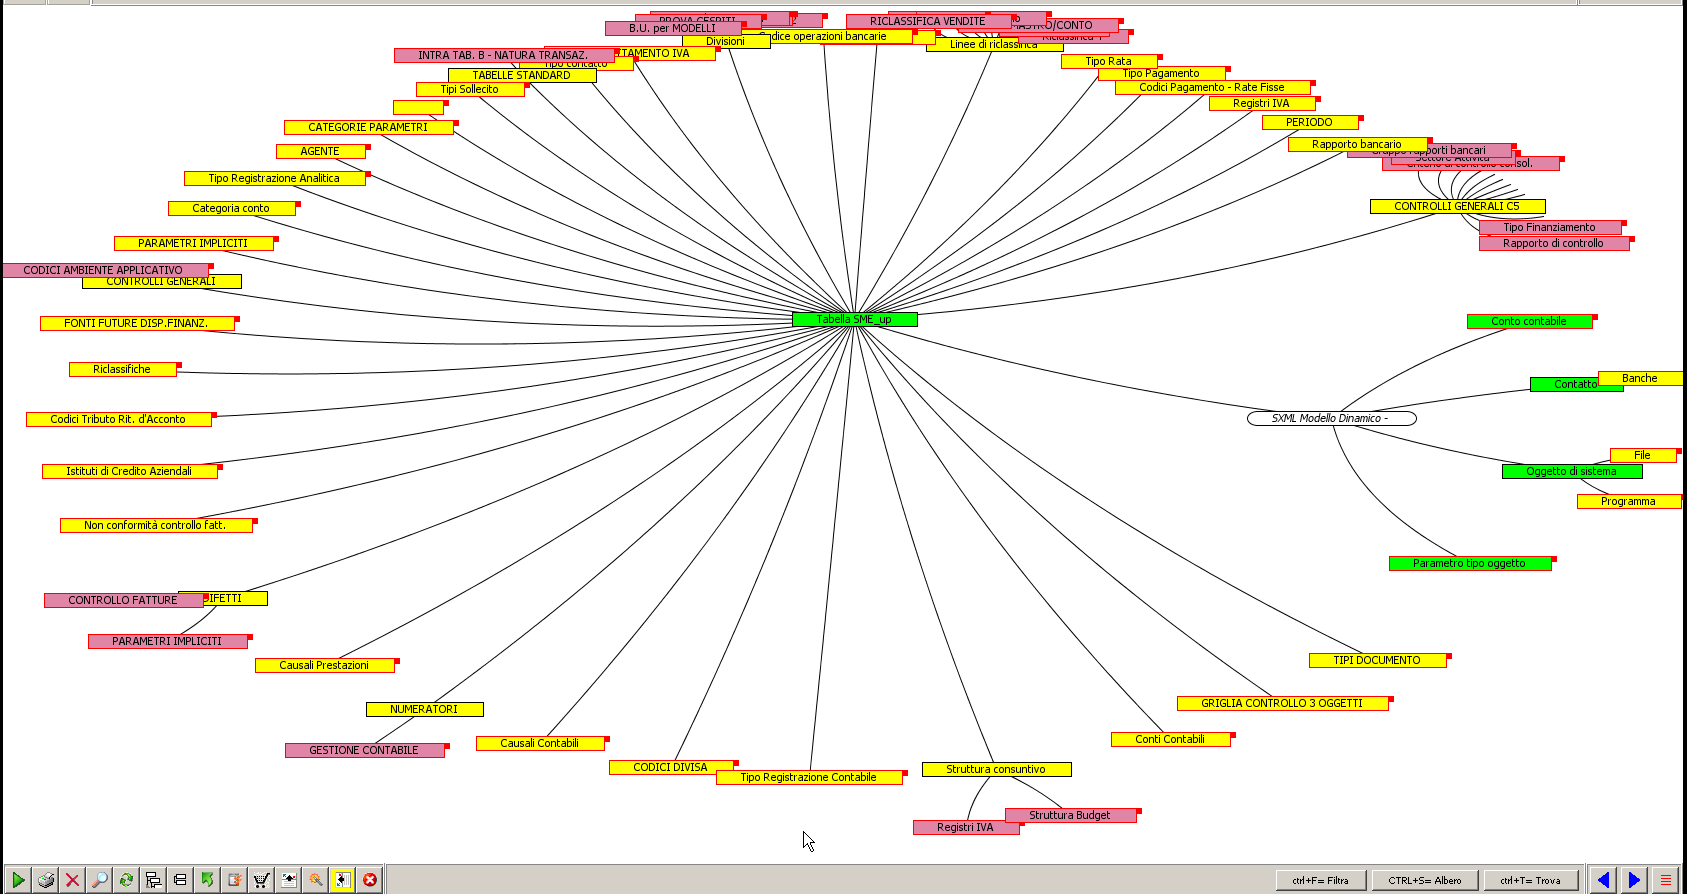 PROVA CESPITI
RICLASSIFICA VENDITE
MASTRO/CONTO
B.U. per MODELLI
Codice operazioni bancarie
Divisioni
Linee di riclassifica
INTRA TAB. B - NATURA TRANSAZ.
TAMENTO IVA
Tipo contatto
Tipo Rata
TABELLE STANDARD
Tipo Pagamento
Tipi Sollecito
Codici Pagamento - Rate Fisse
Registri IVA
CATEGORIE PARAMETRI
PERIODO
AGENTE
Rapporto bancario
Gruppo rapporti bancari
Settore Attività
Tipo Registrazione Analitica
Categoria conto
CONTROLLI GENERALI C5
Tipo Finanziamento
PARAMETRI IMPLICITI
Rapporto di controllo
CODICI AMBIENTE APPLICATIVO
CONTROLLI GENERALI
FONTI FUTURE DISP.FINANZ.
Tabella SME_up
Conto contabile
Riclassifiche
Contatto
Banche
Codici Tributo Rit. d'Acconto
SXML Modello Dinamico -
File
Istituti di Credito Aziendali
Oggetto di sistema
Programma
Non conformità controllo fatt.
Parametro tipo oggetto
CONTROLLO FATTURE
DIFETTI
PARAMETRI IMPLICITI
Causali Prestazioni
TIPI DOCUMENTO
NUMERATORI
GRIGLIA CONTROLLO 3 OGGETTI
GESTIONE CONTABILE
Causali Contabili
Conti Contabili
CODICI DIVISA
Tipo Registrazione Contabile
Struttura consuntivo
Struttura Budget
Registri IVA
ctrl+F= Filtra
CTRL+S= Albero
ctrl+T= Trova